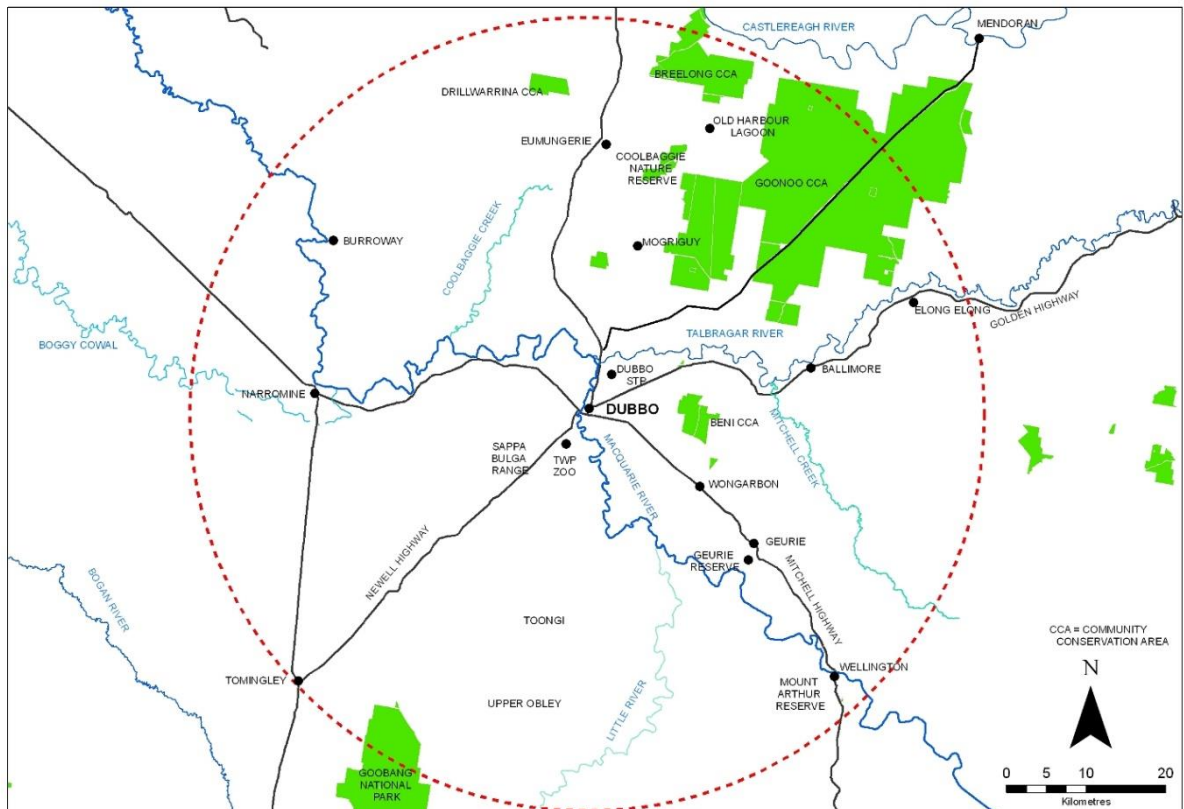 CASTLEREAGH RIVER
MENDORAN
BREELONG CCA
DRILLWARRINA CCA
OLD HARBOUR
LAGOON
EUMUNGERIE
COOLBAGGIE
NATURE
RESERVE
GOONOO CCA
BURROWAY
COOLBAGGIE CREEK
MOGRIGUY
ELONG ELONG
GOLDEN HIGHWAY
BOGGY COWAL
TALBRAGAR RIVER
DUBBO
STP
BALLIMORE
NARROMINE
DUBBO
BENI CCA
MITCHELL CREEK
SAPPA
BULGA
RANGE
TWP
ZOO
MACQUARIE RIVER
WONGARBON
NEWELL HIGHWAY
GEURIE
GEURIE
RESERVE
MITCHELL HIGHWAY
BOGAN RIVER
TOONGI
CCA = COMMUNITY
CONSERVATION AREA
N
WELLINGTON
TOMINGLEY
MOUNT
ARTHUR
RESERVE
UPPER OBLEY
LITTLE RIVER
GOOBANG
NATIONAL
PARK
0 5 10 20
Kilometres